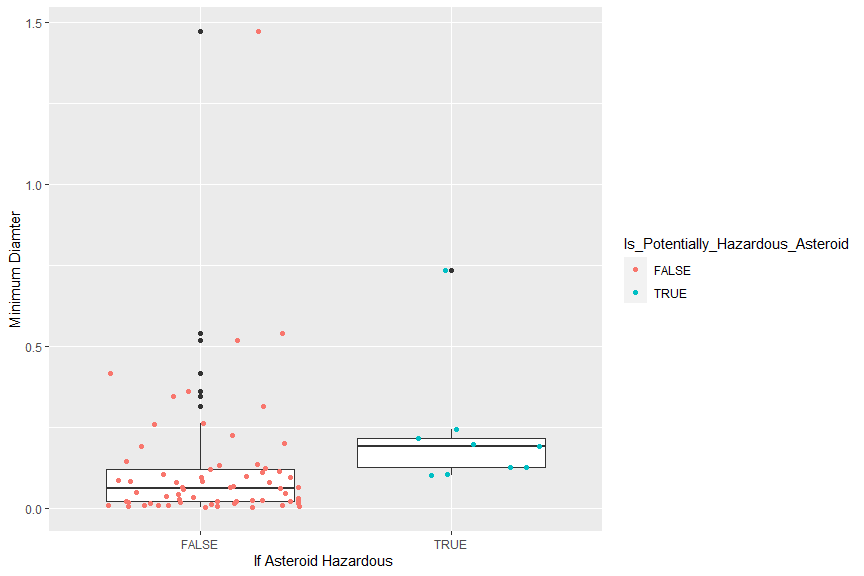 1.5
1.0
0.5
0.0
Minimum Diamter
FALSE
TRUE
If Asteroid Hazardous
Is_Potentially_Hazardous_Asteroid
FALSE
TRUE